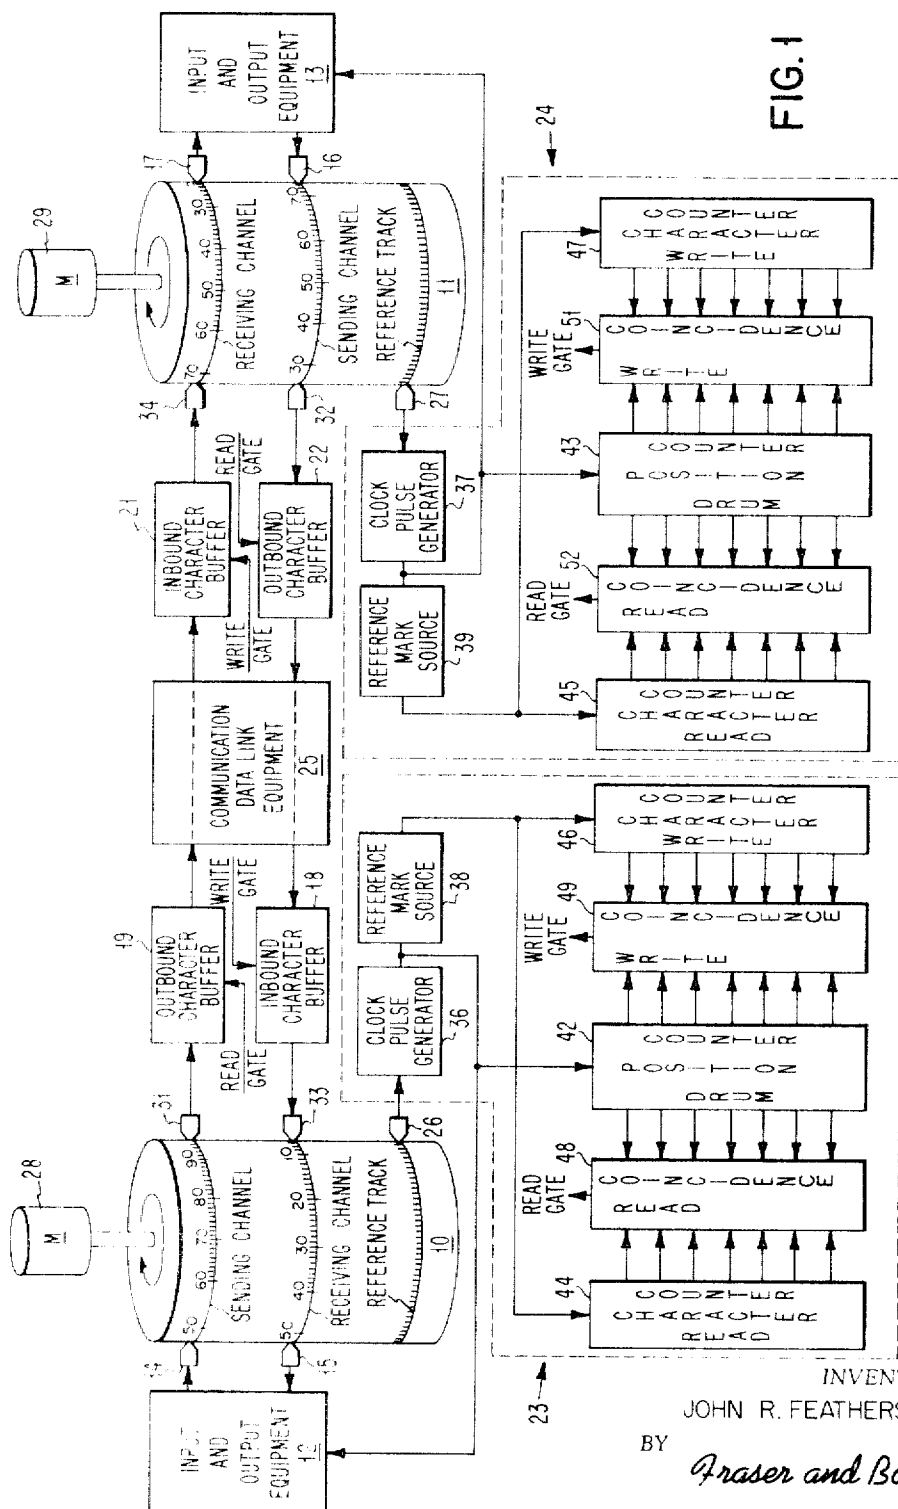 FIG. 1
28
M
29
M
INPUT
AND
OUTPUT
EQUIPMENT
12
14
15
50
60
70
80
90
SENDING CHANNEL
50
40
30
20
10
RECEIVING CHANNEL
REFERENCE TRACK
10
31
33
26
19
OUTBOUND
CHARACTER
BUFFER
READ
GATE
WRITE
GATE
18
INBOUND
CHARACTER
BUFFER
COMMUNICATION
DATA LINK
EQUIPMENT
25
21
INBOUND
CHARACTER
BUFFER
WRITE
GATE
READ
GATE
22
OUTBOUND
CHARACTER
BUFFER
34
32
27
70
60
50
40
30
RECEIVING CHANNEL
30
40
50
60
70
SENDING CHANNEL
REFERENCE TRACK
11
17
16
INPUT
AND
OUTPUT
EQUIPMENT
13
CLOCK
PULSE
GENERATOR
36
REFERENCE
MARK
SOURCE
38
REFERENCE
MARK
SOURCE
39
CLOCK
PULSE
GENERATOR
37
23
24
44
READ
CHARACTER
COUNTER
READ
GATE
48
READ
COINCIDENCE
42
DRUM
POSITION
COUNTER
WRITE
GATE
49
WRITE
COINCIDENCE
46
WRITE
CHARACTER
COUNTER
45
READ
CHARACTER
COUNTER
READ
GATE
52
READ
COINCIDENCE
43
DRUM
POSITION
COUNTER
WRITE
GATE
51
WRITE
COINCIDENCE
47
WRITE
CHARACTER
COUNTER
INVENT
JOHN R. FEATHERS
BY
Fraser and Bo